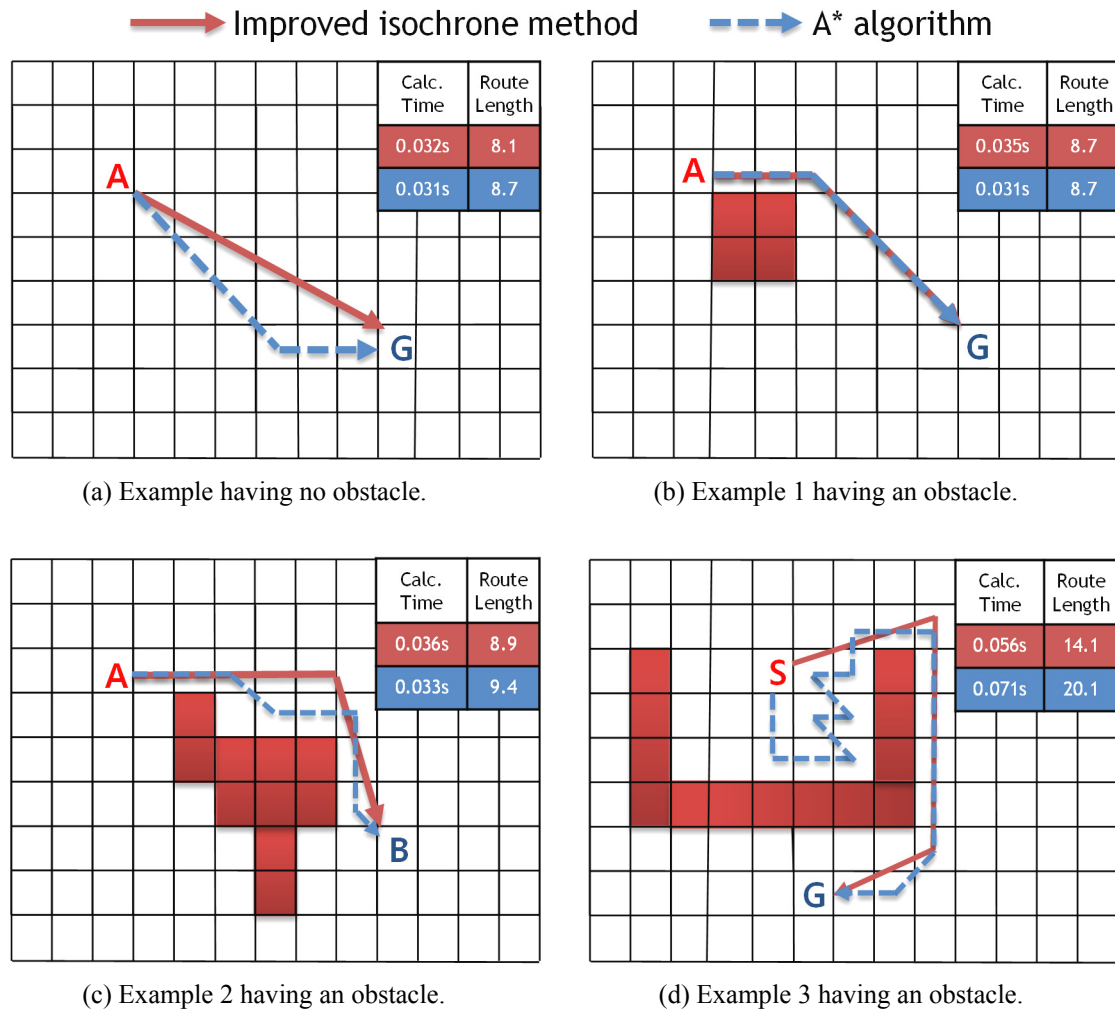 Improved isochrone method
A* algorithm
Calc. Time
Route Length
0.032s 8.1
0.031s 8.7
A
G
(a) Example having no obstacle.
Calc. Time
Route Length
0.035s 8.7
0.031s 8.7
A
G
(b) Example 1 having an obstacle.
Calc. Time
Route Length
0.036s 8.9
0.033s 9.4
A
B
(c) Example 2 having an obstacle.
Calc. Time
Route Length
0.056s 14.1
0.071s 20.1
S
G
(d) Example 3 having an obstacle.